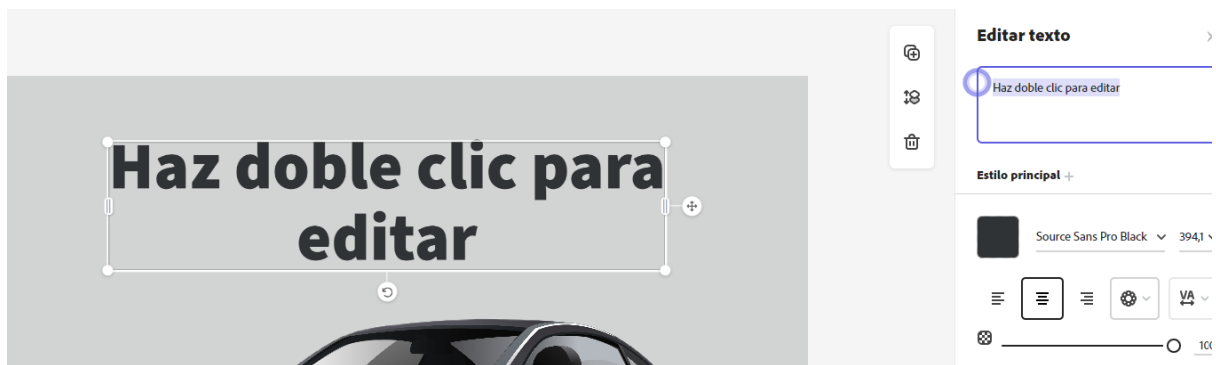 Editar texto
Haz doble clic para editar
Haz doble clic para
editar
Estilo principal
Source Sans Pro Black
394,1
VA